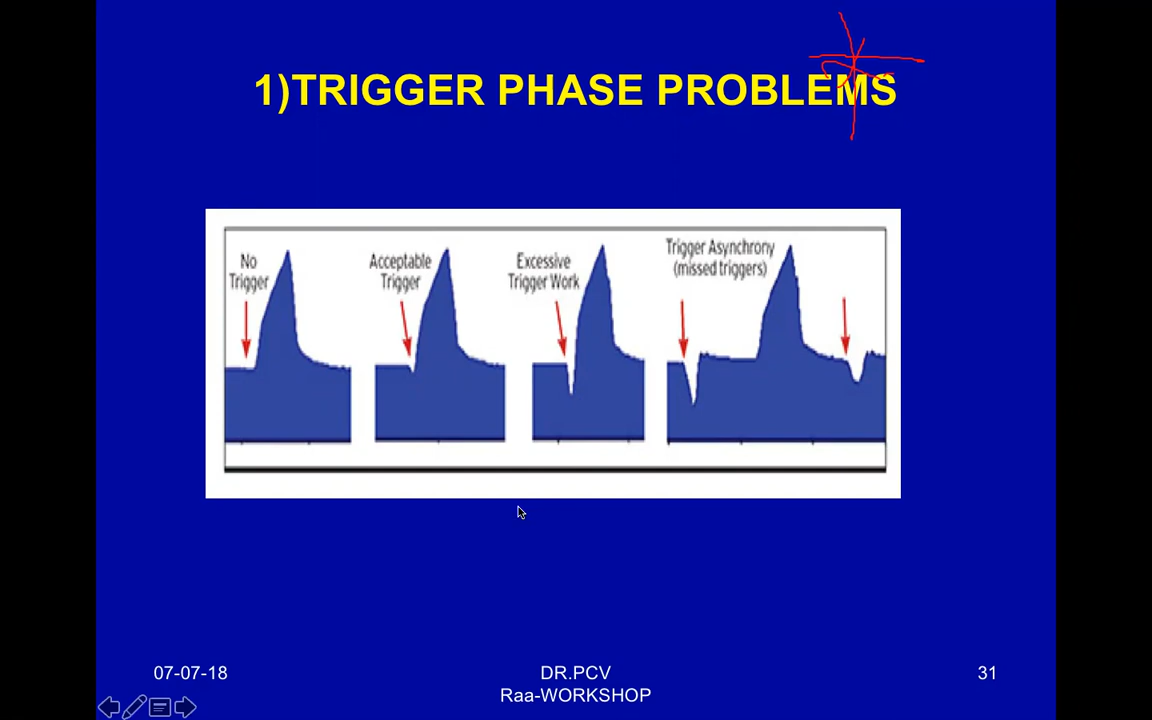 1)TRIGGER PHASE PROBLEMS
No
Trigger
Acceptable
Trigger
Excessive
Trigger Work
Trigger Asynchrony
(missed triggers)
07-07-18
DR.PCV
Raa-WORKSHOP
31